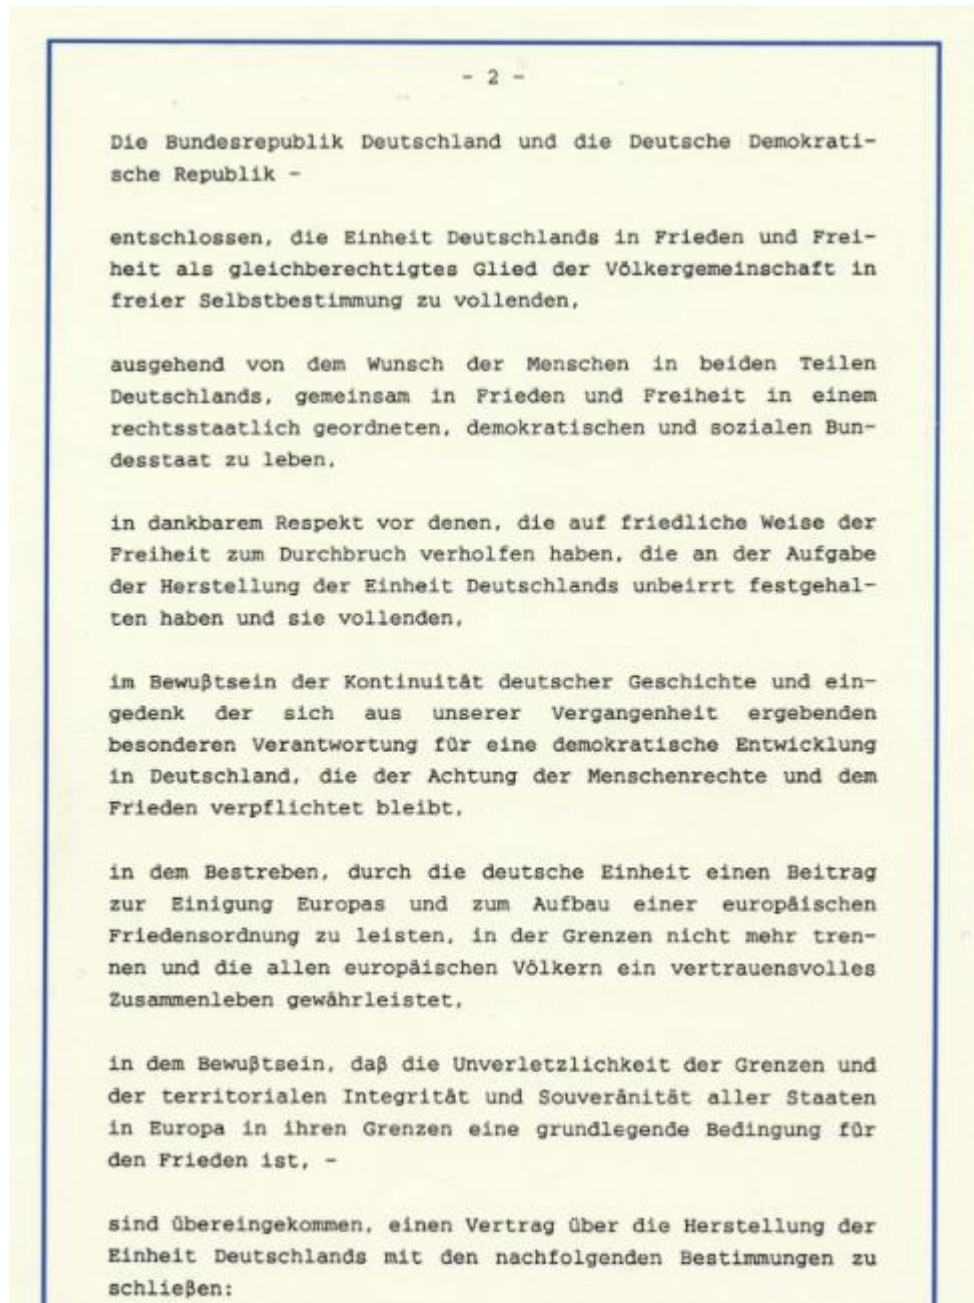 - 2 -
Die Bundesrepublik Deutschland und die Deutsche Demokrati-
sche Republik -
entschlossen, die Einheit Deutschlands in Frieden und Frei-
heit als gleichberechtigtes Glied der Völkergemeinschaft in
freier Selbstbestimmung zu vollenden,
ausgehend von dem Wunsch der Menschen in beiden Teilen
Deutschlands, gemeinsam in Frieden und Freiheit in einem
rechtsstaatlich geordneten, demokratischen und sozialen Bun-
desstaat zu leben,
in dankbarem Respekt vor denen, die auf friedliche Weise der
Freiheit zum Durchbruch verholfen haben, die an der Aufgabe
der Herstellung der Einheit Deutschlands unbeirrt festgehal-
ten haben und sie vollenden,
im Bewußtsein der Kontinuität deutscher Geschichte und ein-
gedenk der sich aus unserer Vergangenheit ergebenden
besonderen Verantwortung für eine demokratische Entwicklung
in Deutschland, die der Achtung der Menschenrechte und dem
Frieden verpflichtet bleibt,
in dem Bestreben, durch die deutsche Einheit einen Beitrag
zur Einigung Europas und zum Aufbau einer europäischen
Friedensordnung zu leisten, in der Grenzen nicht mehr tren-
nen und die allen europäischen Völkern ein vertrauensvolles
Zusammenleben gewährleistet,
in dem Bewußtsein, daß die Unverletzlichkeit der Grenzen und
der territorialen Integrität und Souveränität aller Staaten
in Europa in ihren Grenzen eine grundlegende Bedingung für
den Frieden ist, -
sind übereingekommen, einen Vertrag über die Herstellung der
Einheit Deutschlands mit den nachfolgenden Bestimmungen zu
schließen: